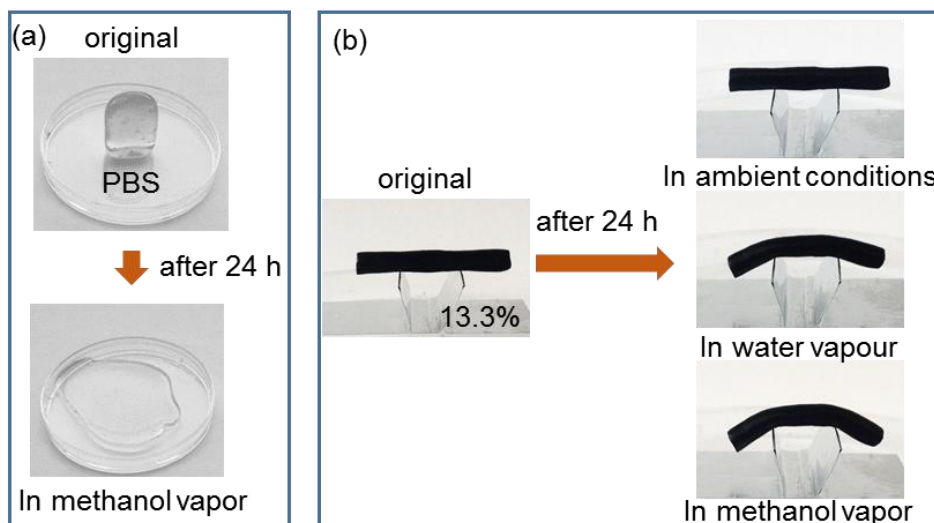 (a)
original
PBS
after 24 h
In methanol vapor
(b)
original
13.3%
after 24 h
In ambient conditions
In water vapour
In methanol vapor